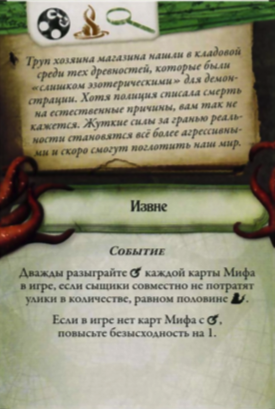 Труп хозяина магазина нашли в кладовой
среди тех древностей, которые были
«слишком эзотерическими» для демон-
страции. Хотя полиция списала смерть
на естественные причины, вам так не
кажется. Жуткие силы за гранью реаль-
ности становятся всё более агрессивны-
ми и скоро смогут поглотить наш мир.
Извне
Событие
Дважды разыграйте каждой карты Мифа
в игре, если сыщики совместно не потратят
улики в количестве, равном половине .
Если в игре нет карт Мифа с ,
повысьте безысходность на 1.